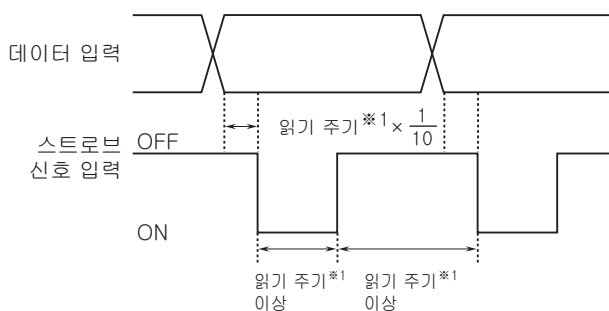 데이터 입력
읽기 주기※1 × 1/10
스트로브 OFF
신호 입력
ON
읽기 주기※1 읽기 주기※1
이상 이상